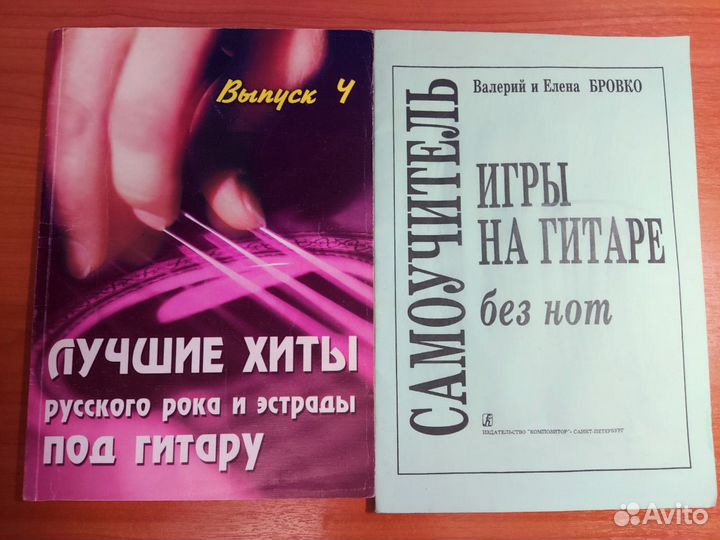 Выпуск 4
ЛУЧШИЕ ХИТЫ
русского рока и эстрады
под гитару
САМОУЧИТЕЛЬ
Валерий и Елена БРОВКО
ИГРЫ
НА ГИТАРЕ
без нот
ИЗДАТЕЛЬСТВО "КОМПОЗИТОР" · САНКТ-ПЕТЕРБУРГ
Avito